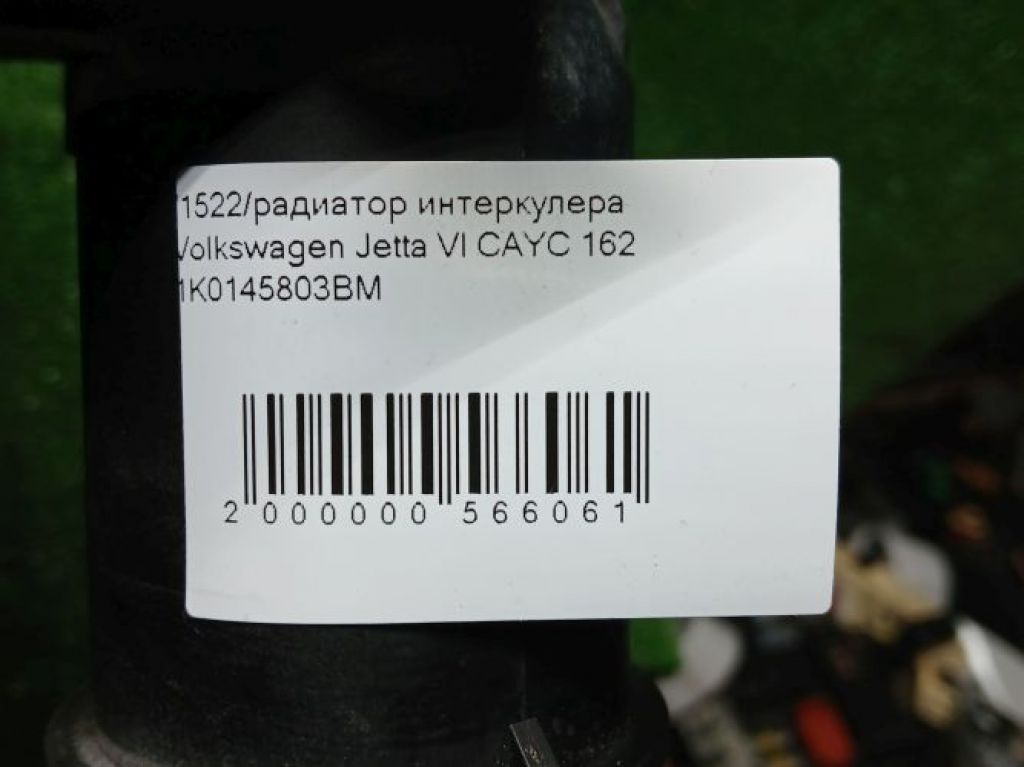 1522/радиатор интеркулера
Volkswagen Jetta VI CAYC 162
1K0145803BM
2 000000 566061